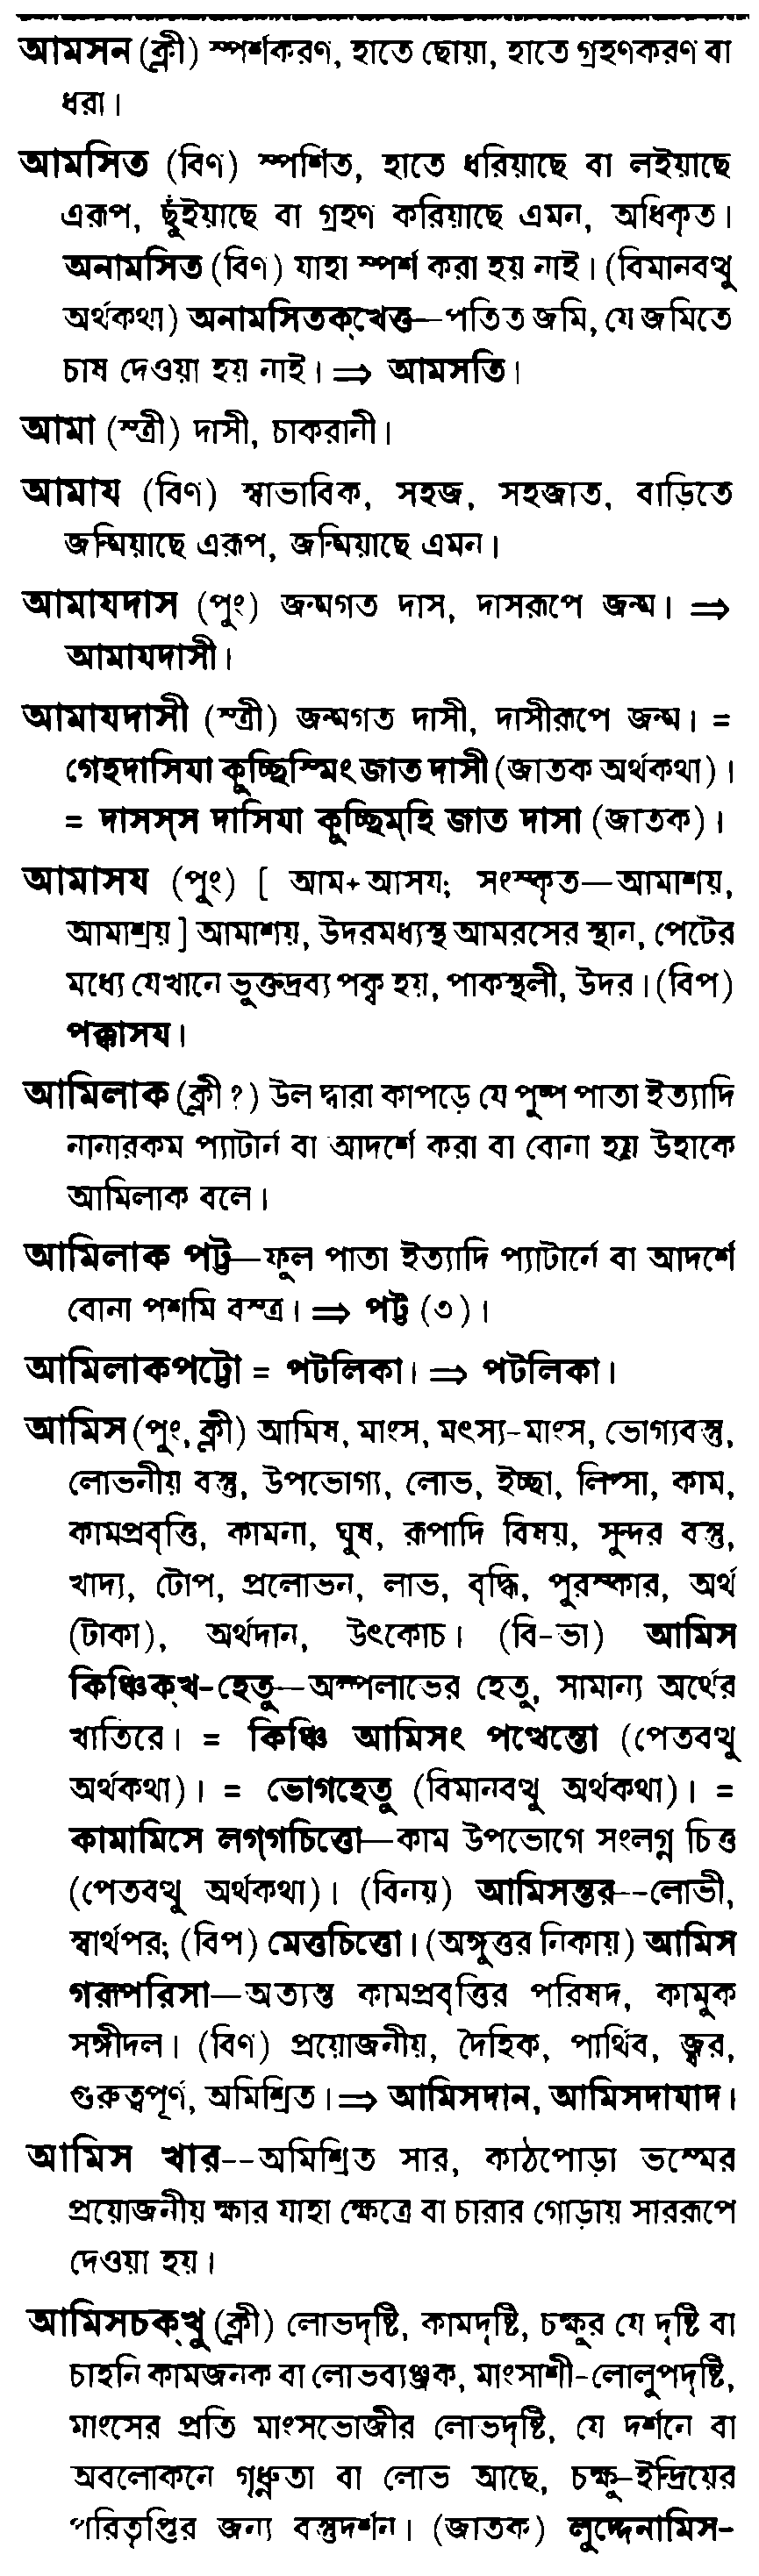 আমসন (ক্লী) স্পর্শকরণ, হাতে ছোয়া, হাতে গ্রহণকরণ বা
ধরা।
আমসিত (বিণ) স্পর্শিত, হাতে ধরিয়াছে বা লইয়াছে
এরূপ, ছুঁইয়াছে বা গ্রহণ করিয়াছে এমন, অধিকৃত।
অনামসিত (বিণ) যাহা স্পর্শ করা হয় নাই। (বিমানবত্থু
অর্থকথা) অনামসিতক্খেত্ত—পতিত জমি, যে জমিতে
চাষ দেওয়া হয় নাই। ⇒ আমসতি।
আমা (স্ত্রী) দাসী, চাকরানী।
আমায (বিণ) স্বাভাবিক, সহজ, সহজাত, বাড়িতে
জন্মিয়াছে এরূপ, জন্মিয়াছে এমন।
আমাযদাস (পুং) জন্মগত দাস, দাসরূপে জন্ম। ⇒
আমাযদাসী।
আমাযদাসী (স্ত্রী) জন্মগত দাসী, দাসীরূপে জন্ম। =
গেহদাসিযা কুচ্ছিস্মিং জাত দাসী (জাতক অর্থকথা)।
= দাসস্স দাসিযা কুচ্ছিম্হি জাত দাসা (জাতক)।
আমাসয (পুং) [ আম+আসয; সংস্কৃত—আমাশয়,
আমাশ্রয় ] আমাশয়, উদরমধ্যস্থ আমরসের স্থান, পেটের
মধ্যে যেখানে ভুক্তদ্রব্য পক্ব হয়, পাকস্থলী, উদর। (বিপ)
পক্কাসয।
আমিলাক (ক্লী ?) উল দ্বারা কাপড়ে যে পুষ্প পাতা ইত্যাদি
নানারকম প্যাটার্ন বা আদর্শে করা বা বোনা হয় উহাকে
আমিলাক বলে।
আমিলাক পট্ট—ফুল পাতা ইত্যাদি প্যাটার্নে বা আদর্শে
বোনা পশমি বস্ত্র। ⇒ পট্ট (৩)।
আমিলাকপট্টো = পটলিকা। ⇒ পটলিকা।
আমিস (পুং, ক্লী) আমিষ, মাংস, মৎস্য-মাংস, ভোগ্যবস্তু,
লোভনীয় বস্তু, উপভোগ্য, লোভ, ইচ্ছা, লিপ্সা, কাম,
কামপ্রবৃত্তি, কামনা, ঘুষ, রূপাদি বিষয়, সুন্দর বস্তু,
খাদ্য, টোপ, প্রলোভন, লাভ, বৃদ্ধি, পুরস্কার, অর্থ
(টাকা), অর্থদান, উৎকোচ। (বি-ভা) আমিস
কিঞ্চিক্খ-হেতু—অল্পলাভের হেতু, সামান্য অর্থের
খাতিরে। = কিঞ্চি আমিসং পত্থেন্তো (পেতবত্থু
অর্থকথা)। = ভোগহেতু (বিমানবত্থু অর্থকথা)। =
কামামিসে লগ্গচিত্তো—কাম উপভোগে সংলগ্ন চিত্ত
(পেতবত্থু অর্থকথা)। (বিনয়) আমিসন্তর--লোভী,
স্বার্থপর; (বিপ) মেত্তচিত্তো। (অঙ্গুত্তর নিকায়) আমিস
গরূপরিসা—অত্যন্ত কামপ্রবৃত্তির পরিষদ, কামুক
সঙ্গীদল। (বিণ) প্রয়োজনীয়, দৈহিক, পার্থিব, জ্বর,
গুরুত্বপূর্ণ, অমিশ্রিত। ⇒ আমিসদান, আমিসদাযাদ।
আমিস খার--অমিশ্রিত সার, কাঠপোড়া ভস্মের
প্রয়োজনীয় ক্ষার যাহা ক্ষেত্রে বা চারার গোড়ায় সাররূপে
দেওয়া হয়।
আমিসচক্খু (ক্লী) লোভদৃষ্টি, কামদৃষ্টি, চক্ষুর যে দৃষ্টি বা
চাহনি কামজনক বা লোভব্যঞ্জক, মাংসাশী-লোলুপদৃষ্টি,
মাংসের প্রতি মাংসভোজীর লোভদৃষ্টি, যে দর্শনে বা
অবলোকনে গৃধ্নুতা বা লোভ আছে, চক্ষু-ইন্দ্রিয়ের
পরিতৃপ্তির জন্য বস্তুদর্শন। (জাতক) লুদ্দেনামিস-